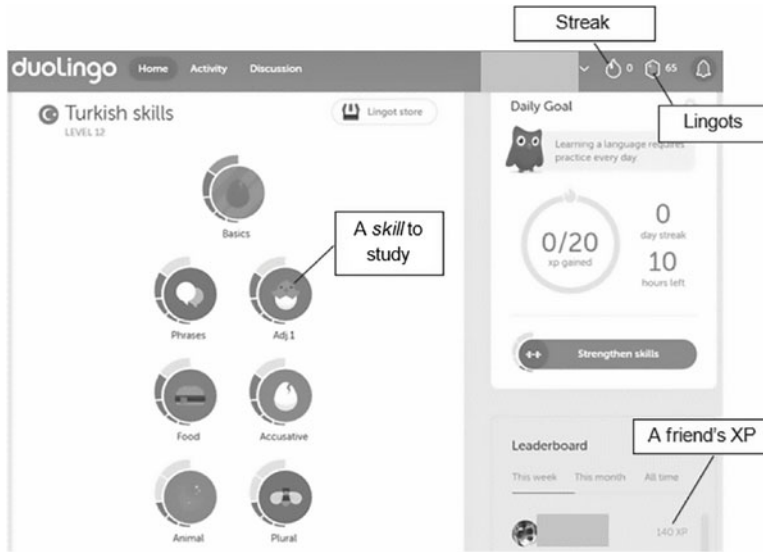 Streak
duolingo Home Activity Discussion 0 65
Turkish skills
LEVEL 12
Lingot store
Daily Goal
Lingots
Learning a language requires
practice every day.
Basics
A skill to
study
0/20
xp gained
0
day streak
10
hours left
Phrases Adj.1
Strengthen skills
Food Accusative
A friend's XP
Leaderboard
This week This month All time
140 XP
Animal Plural